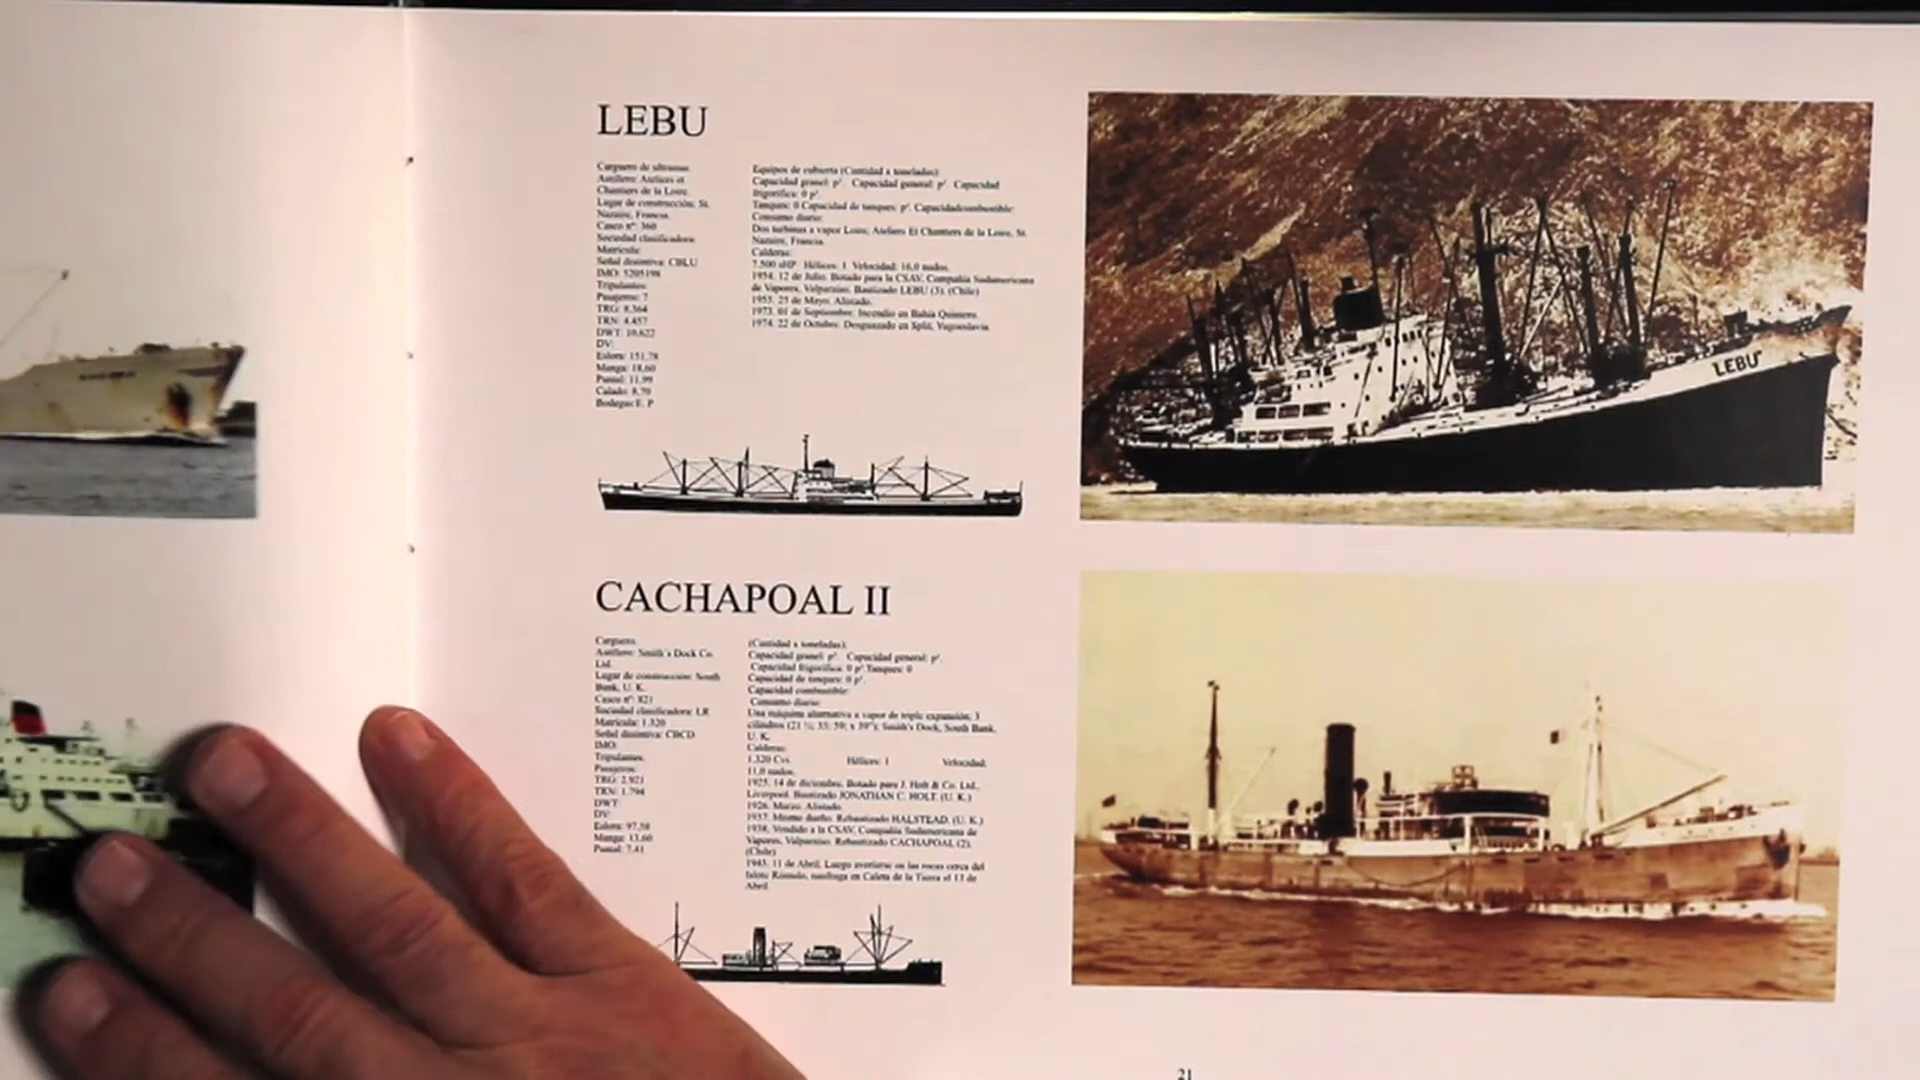 LEBU
Carguero de ultramar.
Astillero: Ateliers et
Chantiers de la Loire.
Lugar de construcción: St.
Nazaire, Francia.
Casco nº: 360
Sociedad clasificadora:
Matrícula:
Señal distintiva: CBLU
IMO: 5205198
Tripulantes:
Pasajeros: 7
TRG: 8.364
TRN: 4.457
DWT: 10.622
DV:
Eslora: 151,78
Manga: 18,60
Puntal: 11,99
Calado: 8,70
Bodegas: E. P
Equipos de cubierta (Cantidad x toneladas):
Capacidad granel: p³. Capacidad general: p³. Capacidad
frigorífica: 0 p³.
Tanques: 0 Capacidad de tanques: p³. Capacidadcombustible:
Consumo diario:
Dos turbinas a vapor Loire; Ateliers Et Chantiers de la Loire, St.
Nazaire, Francia.
Calderas:
7.500 sHP Hélices: 1 Velocidad: 16,0 nudos.
1954. 12 de Julio. Botado para la CSAV, Compañía Sudamericana
de Vapores, Valparaíso. Bautizado LEBU (3). (Chile)
1955. 25 de Mayo. Alistado.
1973. 01 de Septiembre. Incendio en Bahía Quintero.
1974. 22 de Octubre. Desguazado en Split, Yugoslavia.
LEBU
CACHAPOAL II
Carguero.
Astillero: Smith´s Dock Co.
Ltd.
Lugar de construcción: South
Bank, U. K.
Casco nº: 821
Sociedad clasificadora: LR
Matrícula: 1.320
Señal distintiva: CBCD
IMO:
Tripulantes:
Pasajeros:
TRG: 2.921
TRN: 1.794
DWT:
DV:
Eslora: 97,58
Manga: 13,60
Puntal: 7,41
(Cantidad x toneladas):
Capacidad granel: p³. Capacidad general: p³.
Capacidad frigorífica: 0 p³.Tanques: 0
Capacidad de tanques: 0 p³.
Capacidad combustible:
Consumo diario:
Una máquina alternativa a vapor de triple expansión, 3
cilindros (21 ½; 35; 59; x 39"); Smith's Dock, South Bank,
U. K.
Calderas:
1.320 Cvi. Hélices: 1 Velocidad:
11,0 nudos.
1925. 14 de diciembre. Botado para J. Holt & Co. Ltd.,
Liverpool. Bautizado JONATHAN C. HOLT. (U. K.)
1926. Marzo. Alistado.
1937. Mismo dueño. Rebautizado HALSTEAD. (U. K.)
1938. Vendido a la CSAV, Compañía Sudamericana de
Vapores, Valparaíso. Rebautizado CACHAPOAL (2).
(Chile)
1945. 11 de Abril. Luego averiarse en las rocas cerca del
Islote Rómulo, naufraga en Caleta de la Tierra el 13 de
Abril.
21